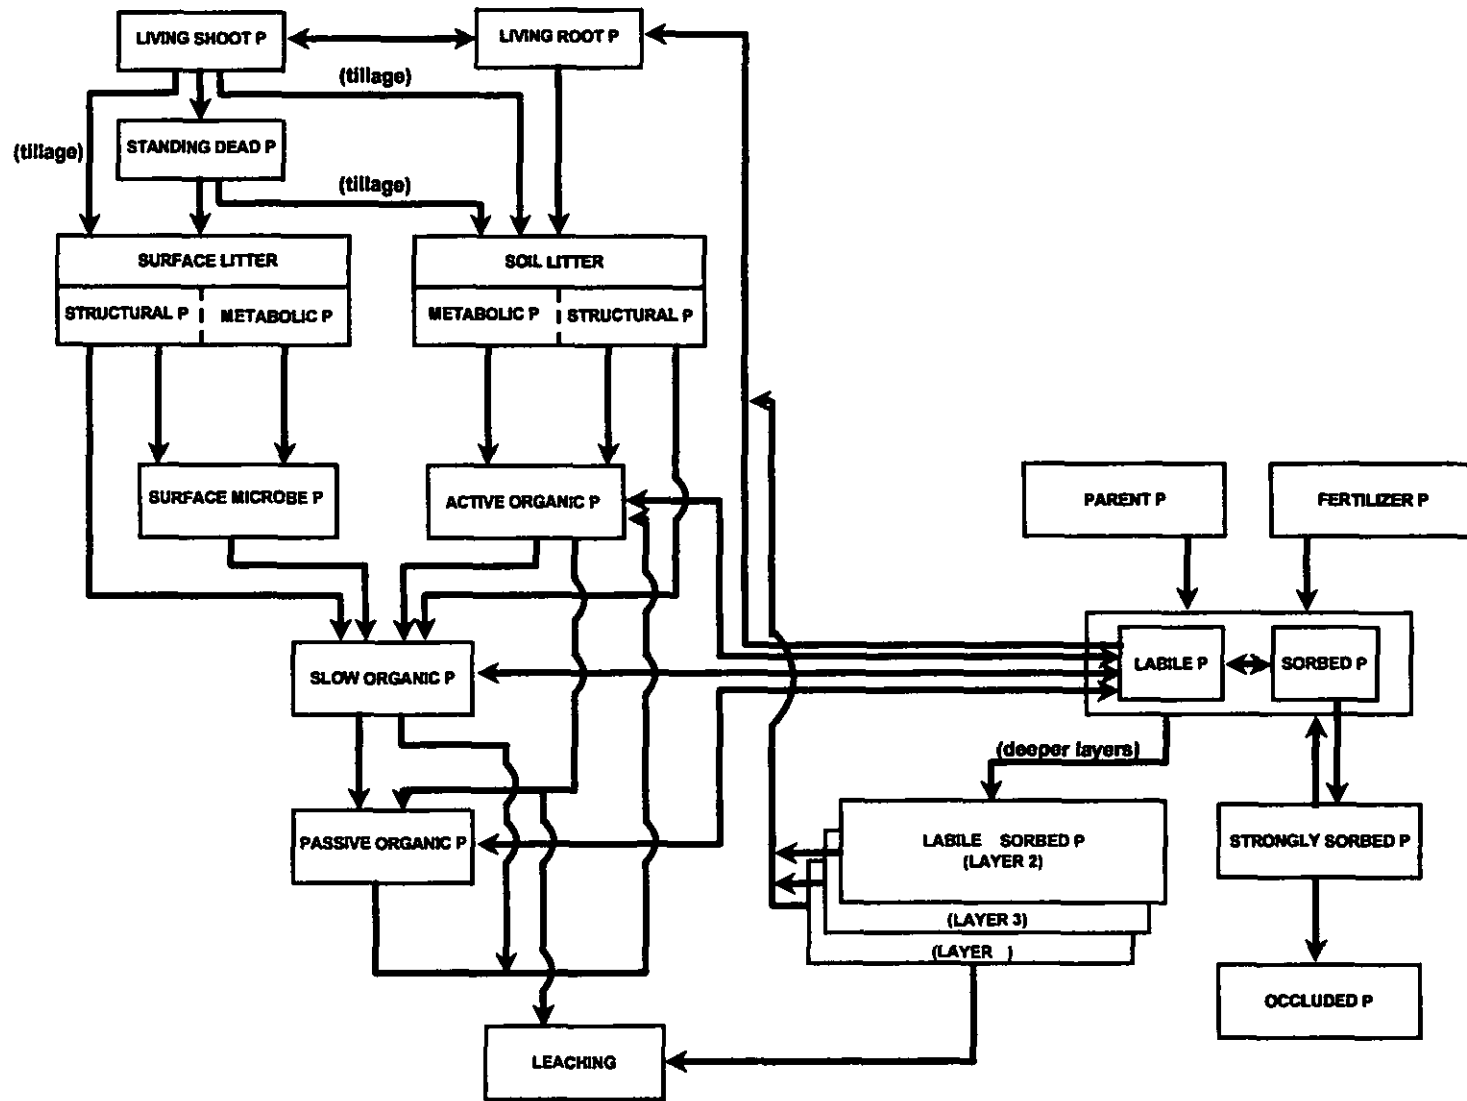 LIVING SHOOT P
LIVING ROOT P
(tillage)
STANDING DEAD P
(tillage)
(tillage)
SURFACE LITTER
STRUCTURAL P
METABOLIC P
SOIL LITTER
METABOLIC P
STRUCTURAL P
SURFACE MICROBE P
ACTIVE ORGANIC P
PARENT P
FERTILIZER P
LABILE P
SORBED P
SLOW ORGANIC P
(deeper layers)
PASSIVE ORGANIC P
LABILE SORBED P
(LAYER 2)
(LAYER 3)
(LAYER )
STRONGLY SORBED P
OCCLUDED P
LEACHING